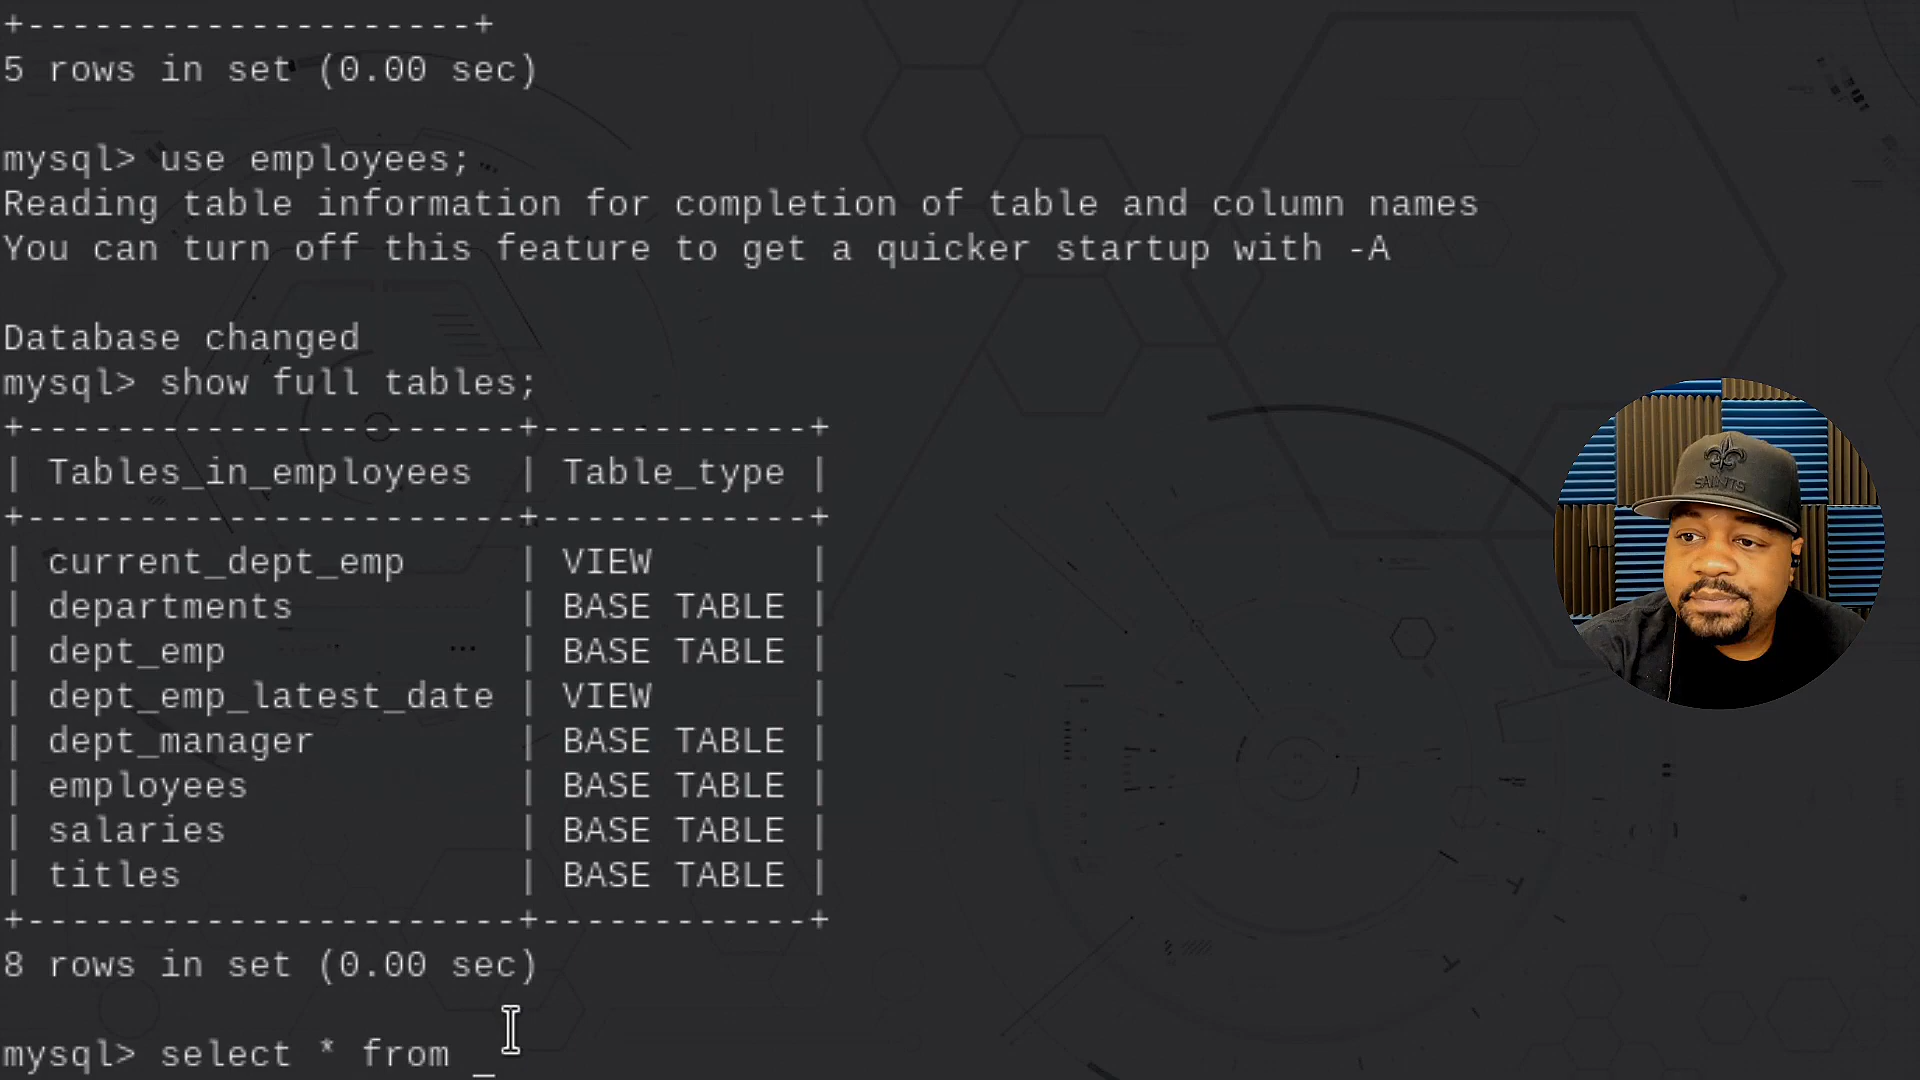 +--------------------+
5 rows in set (0.00 sec)
mysql> use employees;
Reading table information for completion of table and column names
You can turn off this feature to get a quicker startup with -A
Database changed
mysql> show full tables;
+----------------------+------------+
| Tables_in_employees  | Table_type |
+----------------------+------------+
| current_dept_emp     | VIEW       |
| departments          | BASE TABLE |
| dept_emp             | BASE TABLE |
| dept_emp_latest_date | VIEW       |
| dept_manager         | BASE TABLE |
| employees            | BASE TABLE |
| salaries             | BASE TABLE |
| titles               | BASE TABLE |
+----------------------+------------+
8 rows in set (0.00 sec)
mysql> select * from _
SAINTS